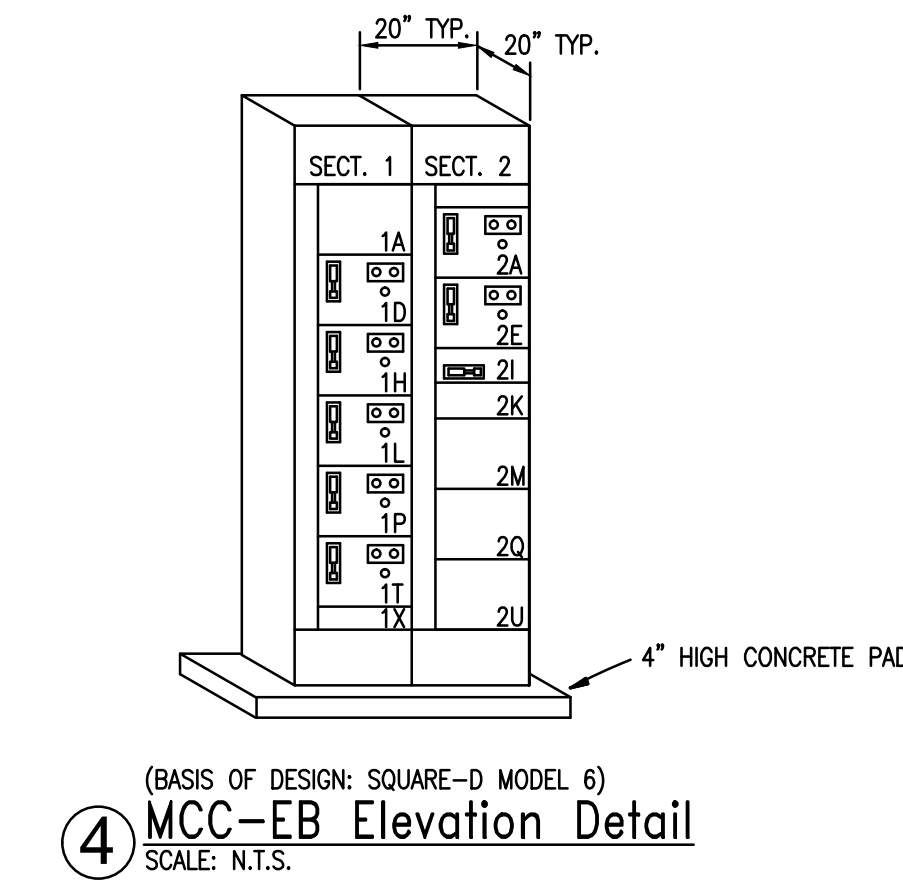 20” TYP.
20” TYP.
SECT. 1
SECT. 2
1A
1D
1H
1L
1P
1T
1X
2A
2E
2I
2K
2M
2Q
2U
4” HIGH CONCRETE PAD
(BASIS OF DESIGN: SQUARE-D MODEL 6)
4
MCC-EB Elevation Detail
SCALE: N.T.S.